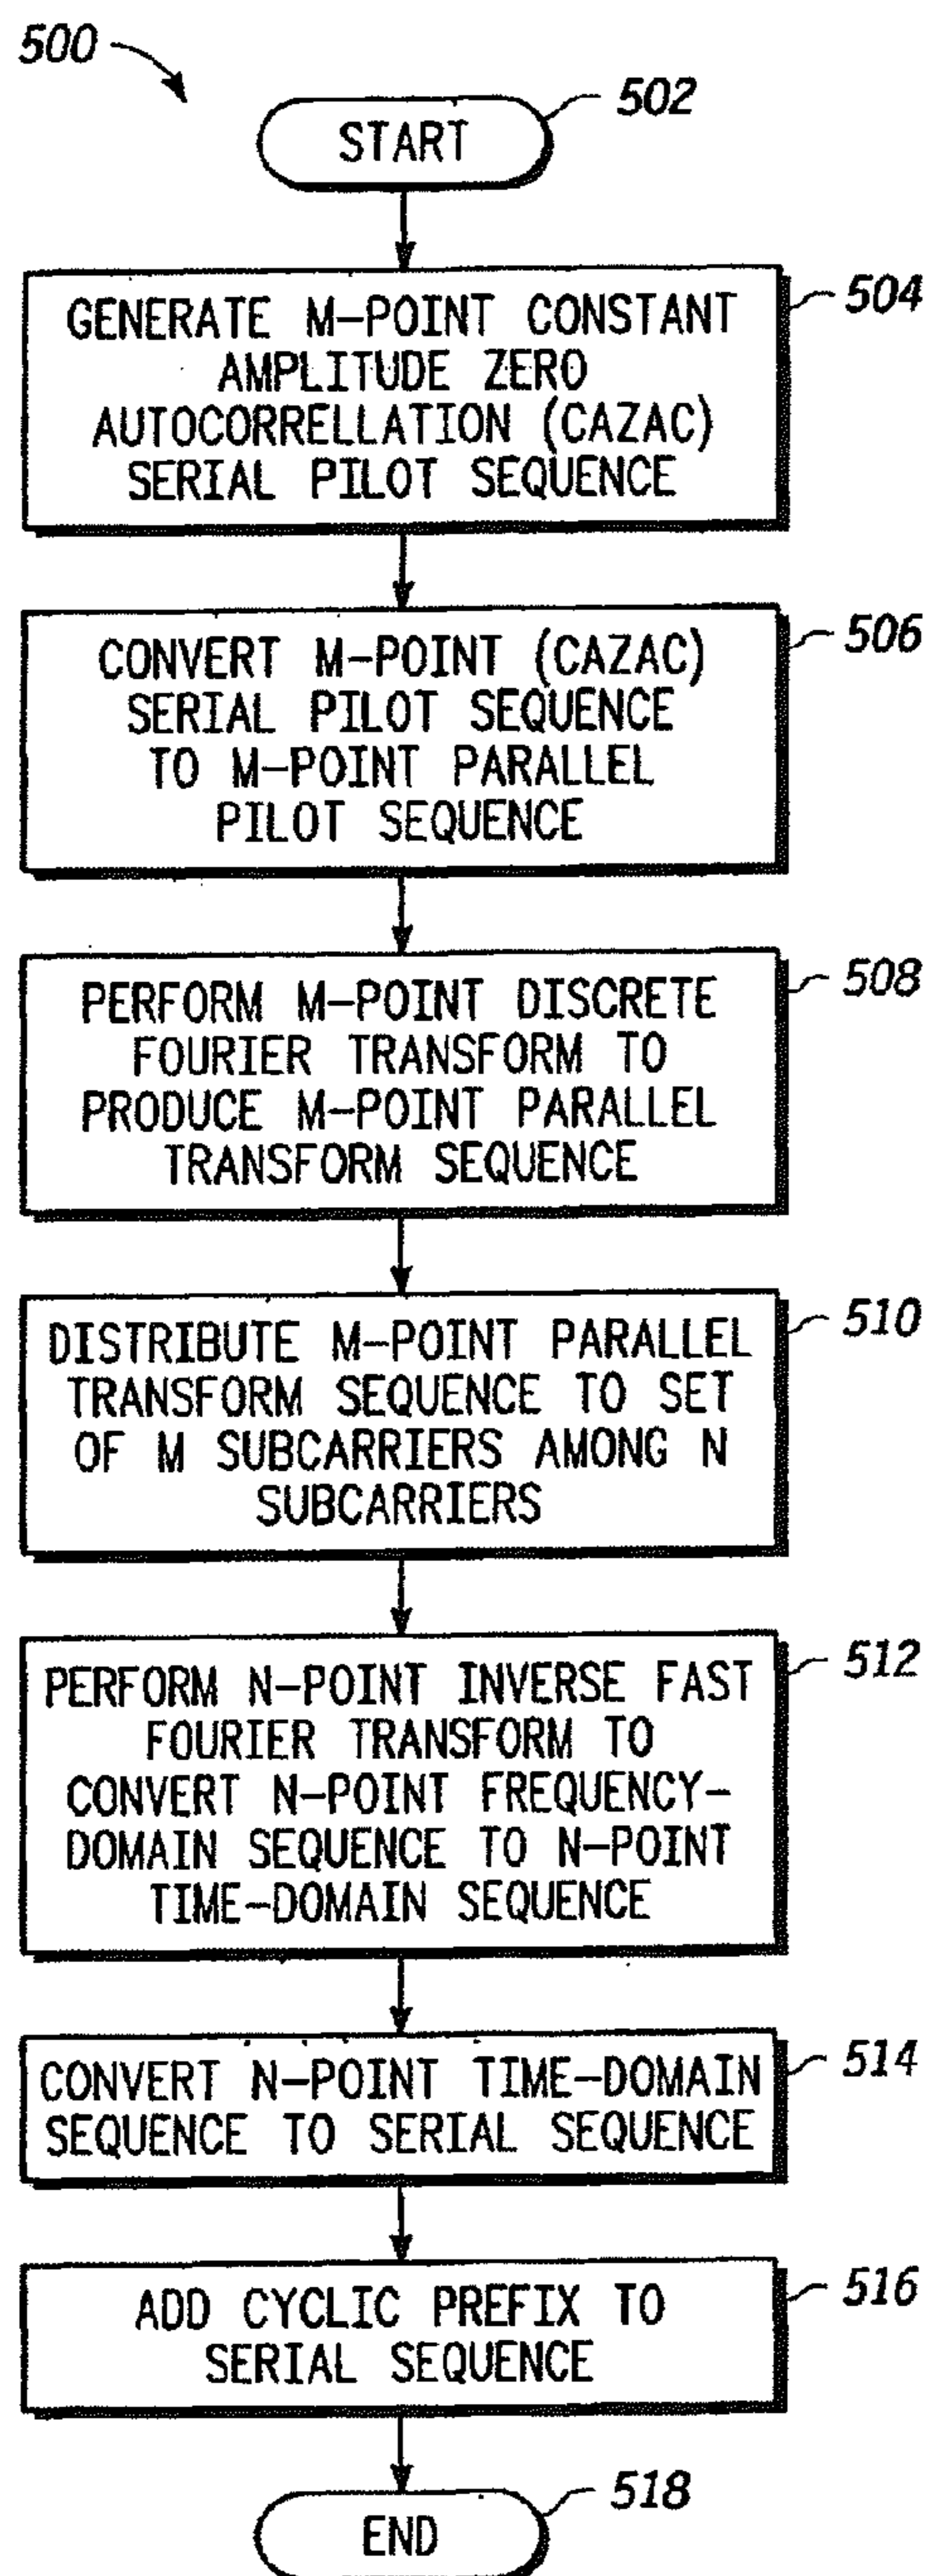 500
502
START
504
GENERATE M-POINT CONSTANT
AMPLITUDE ZERO
AUTOCORRELLATION (CAZAC)
SERIAL PILOT SEQUENCE
506
CONVERT M-POINT (CAZAC)
SERIAL PILOT SEQUENCE
TO M-POINT PARALLEL
PILOT SEQUENCE
508
PERFORM M-POINT DISCRETE
FOURIER TRANSFORM TO
PRODUCE M-POINT PARALLEL
TRANSFORM SEQUENCE
510
DISTRIBUTE M-POINT PARALLEL
TRANSFORM SEQUENCE TO SET
OF M SUBCARRIERS AMONG N
SUBCARRIERS
512
PERFORM N-POINT INVERSE FAST
FOURIER TRANSFORM TO
CONVERT N-POINT FREQUENCY-
DOMAIN SEQUENCE TO N-POINT
TIME-DOMAIN SEQUENCE
514
CONVERT N-POINT TIME-DOMAIN
SEQUENCE TO SERIAL SEQUENCE
516
ADD CYCLIC PREFIX TO
SERIAL SEQUENCE
518
END